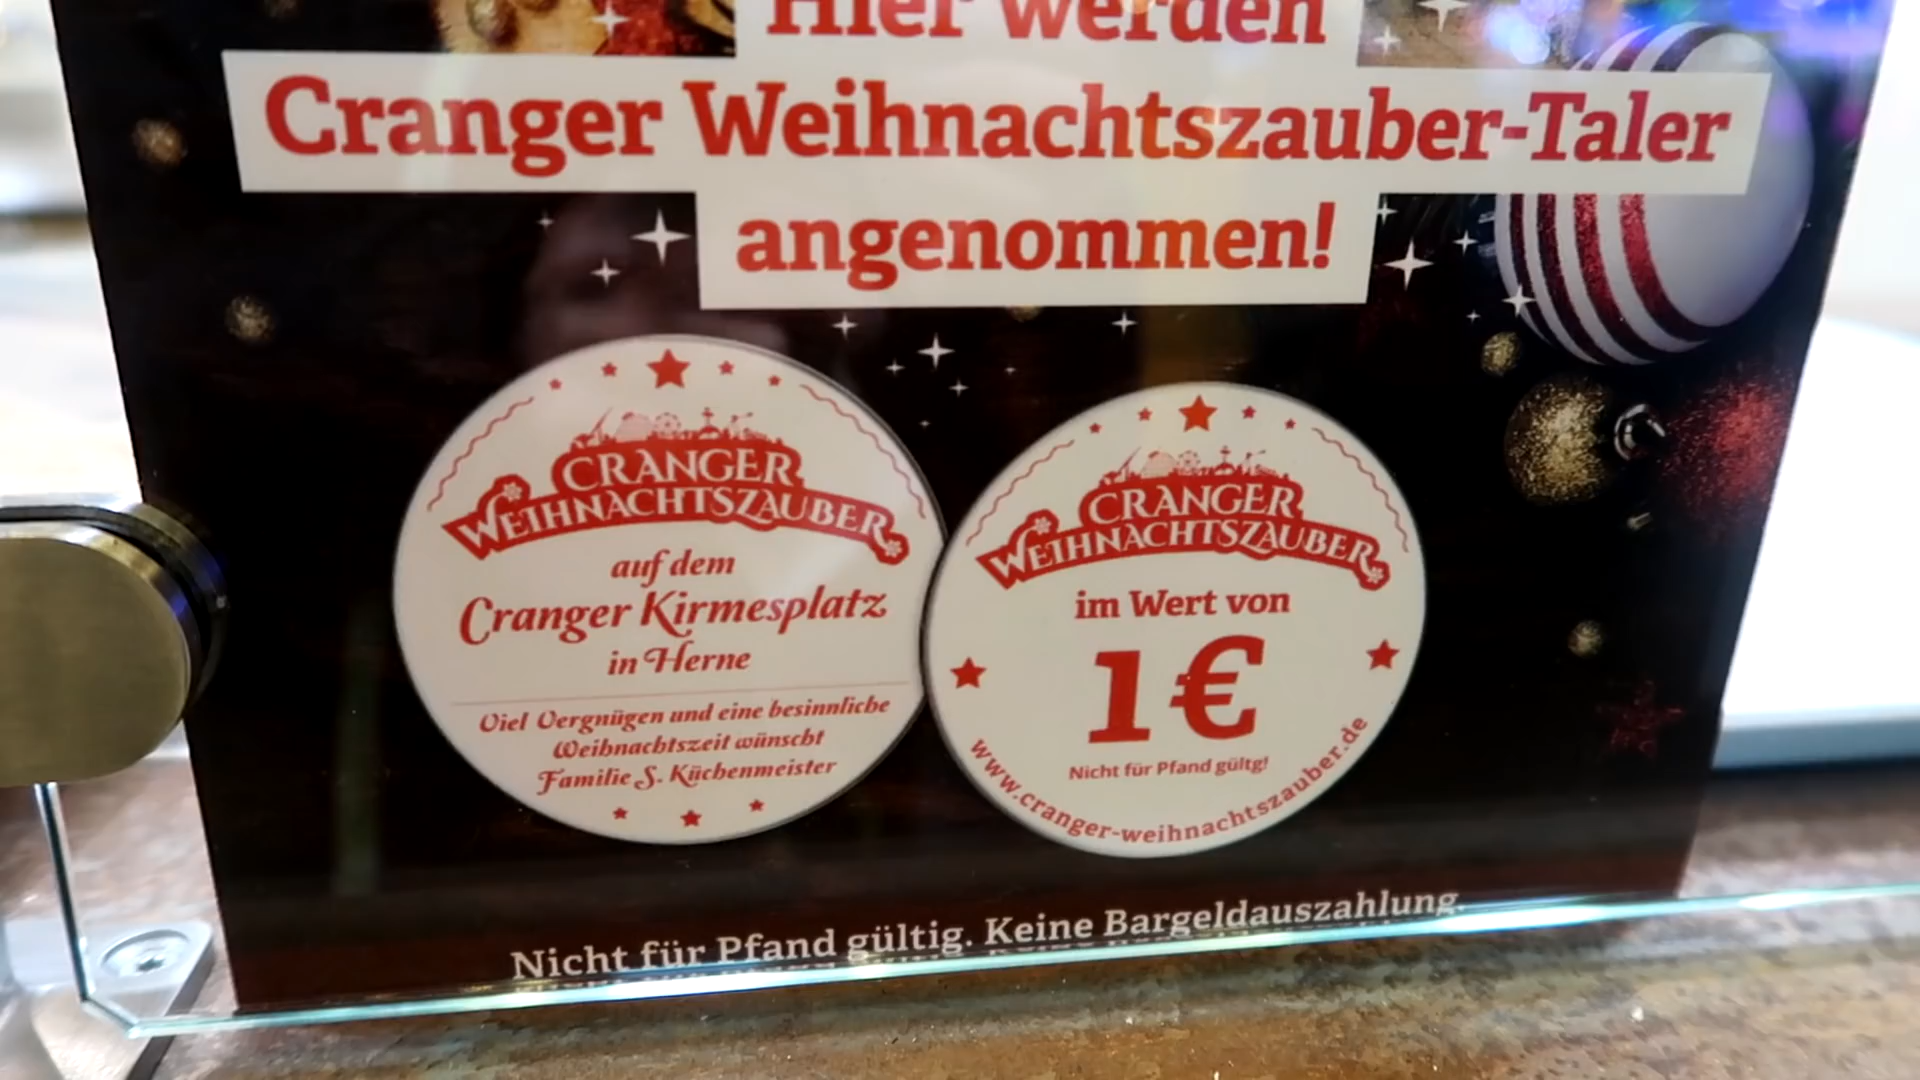 Hier werden
Cranger Weihnachtszauber-Taler
angenommen!
CRANGER
WEIHNACHTSZAUBER
auf dem
Cranger Kirmesplatz
in Herne
Viel Vergnügen und eine besinnliche
Weihnachtszeit wünscht
Familie S. Küchenmeister
CRANGER
WEIHNACHTSZAUBER
im Wert von
1€
Nicht für Pfand gültg!
www.cranger-weihnachtszauber.de
Nicht für Pfand gültig. Keine Bargeldauszahlung.